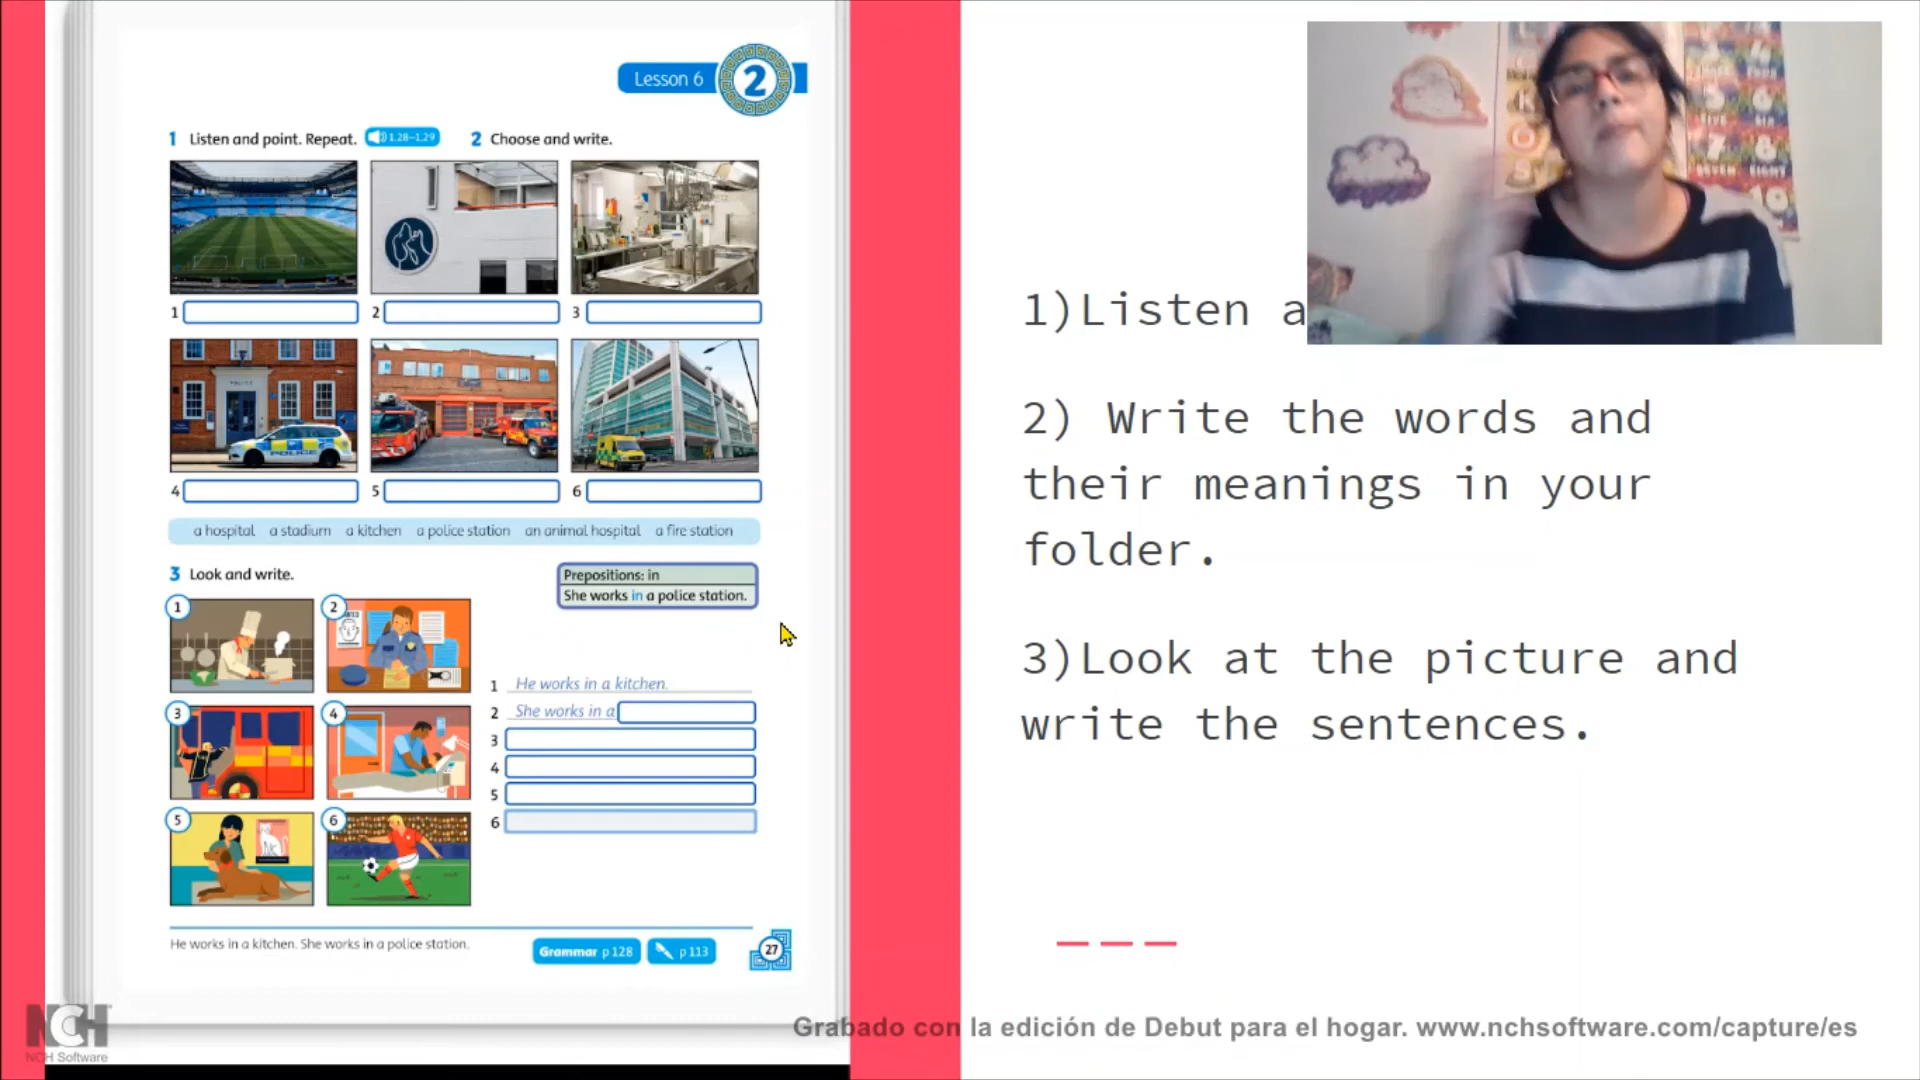 Lesson 6
2
1 Listen and point. Repeat. 1.28–1.29
2 Choose and write.
1
2
3
POLICE
4
5
6
a hospital a stadium a kitchen a police station an animal hospital a fire station
3 Look and write.
Prepositions: in
She works in a police station.
1
2
3
4
5
6
1 He works in a kitchen.
2 She works in a
3
4
5
6
He works in a kitchen. She works in a police station.
Grammar p 128
p 113
27
1)Listen a
2) Write the words and
their meanings in your
folder.
3)Look at the picture and
write the sentences.
NCH
NCH Software
Grabado con la edición de Debut para el hogar. www.nchsoftware.com/capture/es